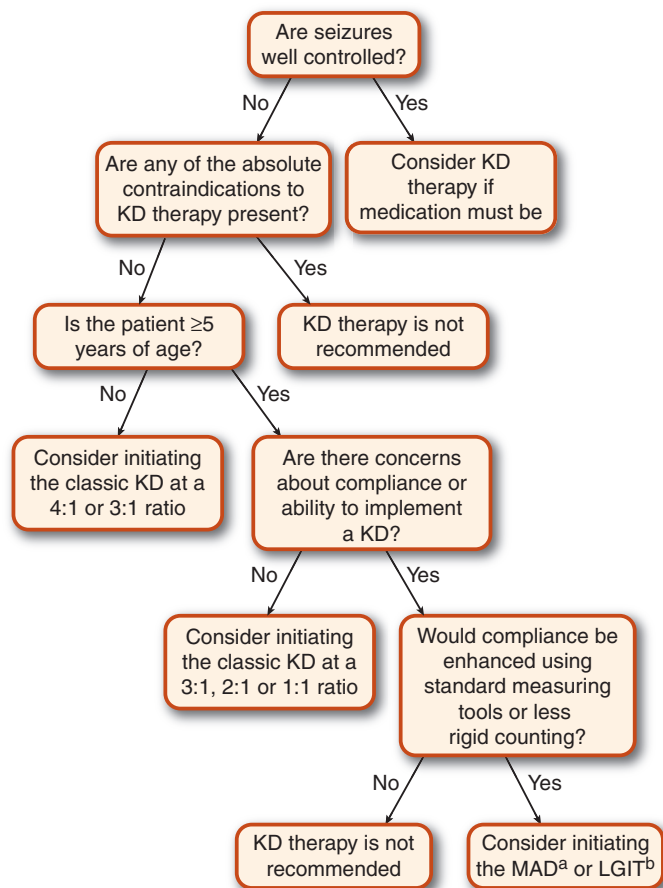 Are seizures
well controlled?
No
Yes
Are any of the absolute
contraindications to
KD therapy present?
Consider KD
therapy if
medication must be
No
Yes
Is the patient ≥5
years of age?
KD therapy is not
recommended
No
Yes
Consider initiating
the classic KD at a
4:1 or 3:1 ratio
Are there concerns
about compliance or
ability to implement
a KD?
No
Yes
Consider initiating
the classic KD at a
3:1, 2:1 or 1:1 ratio
Would compliance be
enhanced using
standard measuring
tools or less
rigid counting?
No
Yes
KD therapy is not
recommended
Consider initiating
the MADᵃ or LGITᵇ